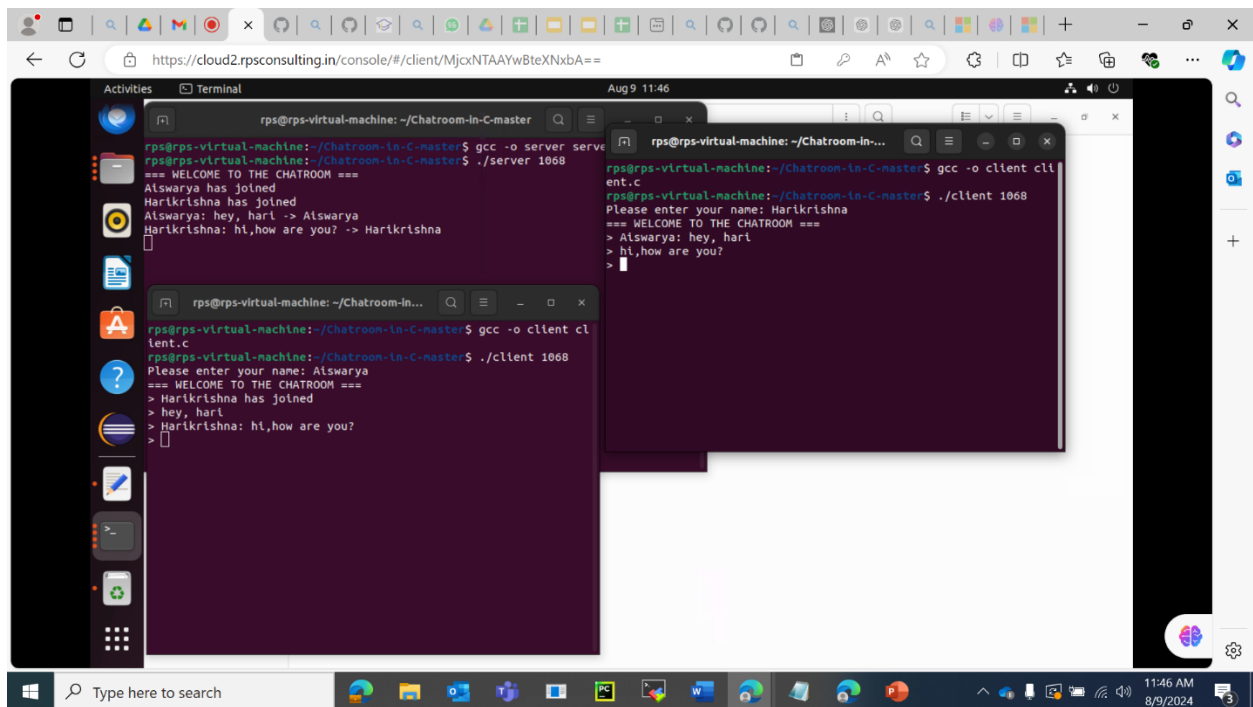 https://cloud2.rpsconsulting.in/console/#/client/MjcxNTAAYwBteXNxbA==
Activities
Terminal
Aug 9 11:46
rps@rps-virtual-machine: ~/Chatroom-in-C-master
rps@rps-virtual-machine:~/Chatroom-in-C-master$ gcc -o server serve
rps@rps-virtual-machine:~/Chatroom-in-C-master$ ./server 1068
=== WELCOME TO THE CHATROOM ===
Aiswarya has joined
Harikrishna has joined
Aiswarya: hey, hari -> Aiswarya
Harikrishna: hi,how are you? -> Harikrishna
rps@rps-virtual-machine: ~/Chatroom-in-...
rps@rps-virtual-machine:~/Chatroom-in-C-master$ gcc -o client cli
ent.c
rps@rps-virtual-machine:~/Chatroom-in-C-master$ ./client 1068
Please enter your name: Harikrishna
=== WELCOME TO THE CHATROOM ===
> Aiswarya: hey, hari
> hi,how are you?
>
rps@rps-virtual-machine: ~/Chatroom-in...
rps@rps-virtual-machine:~/Chatroom-in-C-master$ gcc -o client cl
ient.c
rps@rps-virtual-machine:~/Chatroom-in-C-master$ ./client 1068
Please enter your name: Aiswarya
=== WELCOME TO THE CHATROOM ===
> Harikrishna has joined
> hey, hari
> Harikrishna: hi,how are you?
>
Type here to search
11:46 AM
8/9/2024